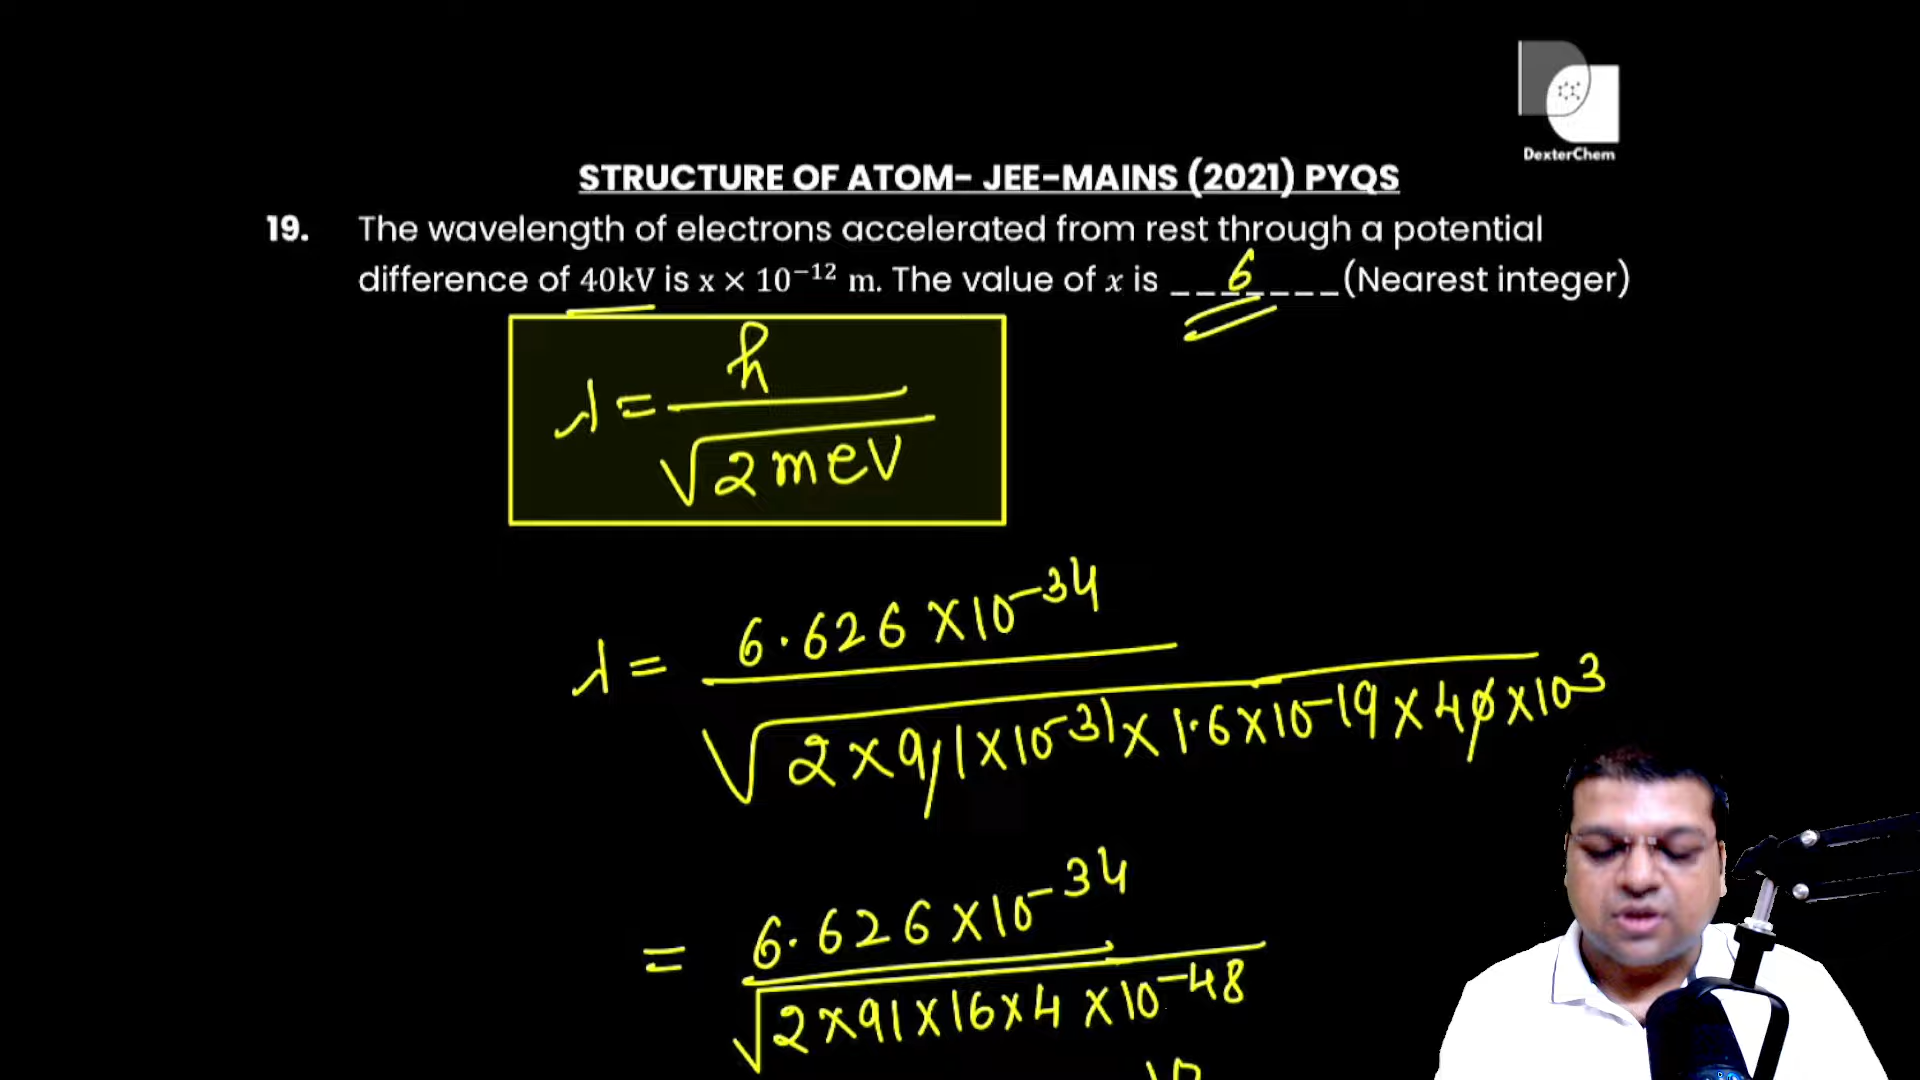 DexterChem
STRUCTURE OF ATOM- JEE-MAINS (2021) PYQS
19. The wavelength of electrons accelerated from rest through a potential
difference of 40kV is x × 10⁻¹² m. The value of x is _ _ 6 _ _ _ (Nearest integer)
λ = h / √2meV
λ = 6.626 × 10⁻³⁴ / √2 × 9.1 × 10⁻³¹ × 1.6 × 10⁻¹⁹ × 40 × 10³
= 6.626 × 10⁻³⁴ / √2 × 91 × 16 × 4 × 10⁻⁴⁸